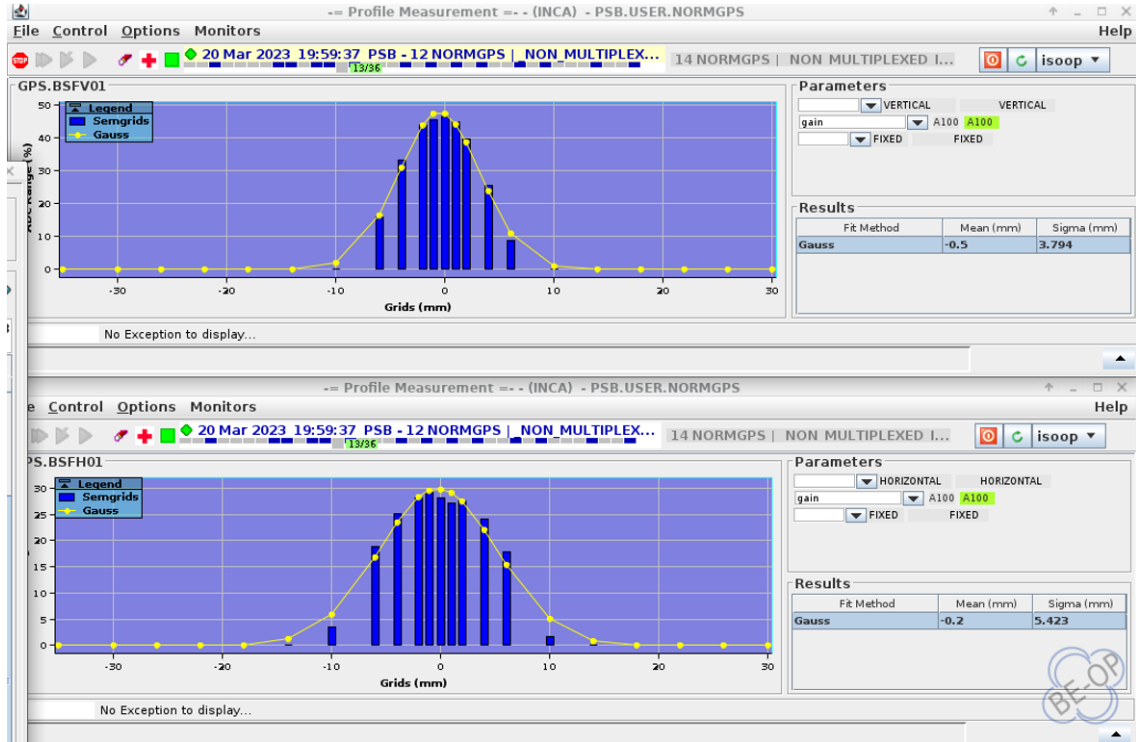 -= Profile Measurement =- - (INCA) - PSB.USER.NORMGPS
File Control Options Monitors Help
STOP 20 Mar 2023 19:59:37 PSB - 12 NORMGPS | _NON_MULTIPLEX... 14 NORMGPS | NON MULTIPLEXED I... isoop
13/36
GPS.BSFV01
Legend
Semgrids
Gauss
50
40
30
20
10
0
-30 -20 -10 0 10 20 30
Grids (mm)
Parameters
VERTICAL VERTICAL
gain A100 A100
FIXED FIXED
Results
Fit Method Mean (mm) Sigma (mm)
Gauss -0.5 3.794
No Exception to display...
-= Profile Measurement =- - (INCA) - PSB.USER.NORMGPS
Control Options Monitors Help
20 Mar 2023 19:59:37 PSB - 12 NORMGPS | _NON_MULTIPLEX... 14 NORMGPS | NON MULTIPLEXED I... isoop
13/36
PS.BSFH01
Legend
Semgrids
Gauss
30
25
20
15
10
5
0
-30 -20 -10 0 10 20 30
Grids (mm)
Parameters
HORIZONTAL HORIZONTAL
gain A100 A100
FIXED FIXED
Results
Fit Method Mean (mm) Sigma (mm)
Gauss -0.2 5.423
BE-OP
No Exception to display...